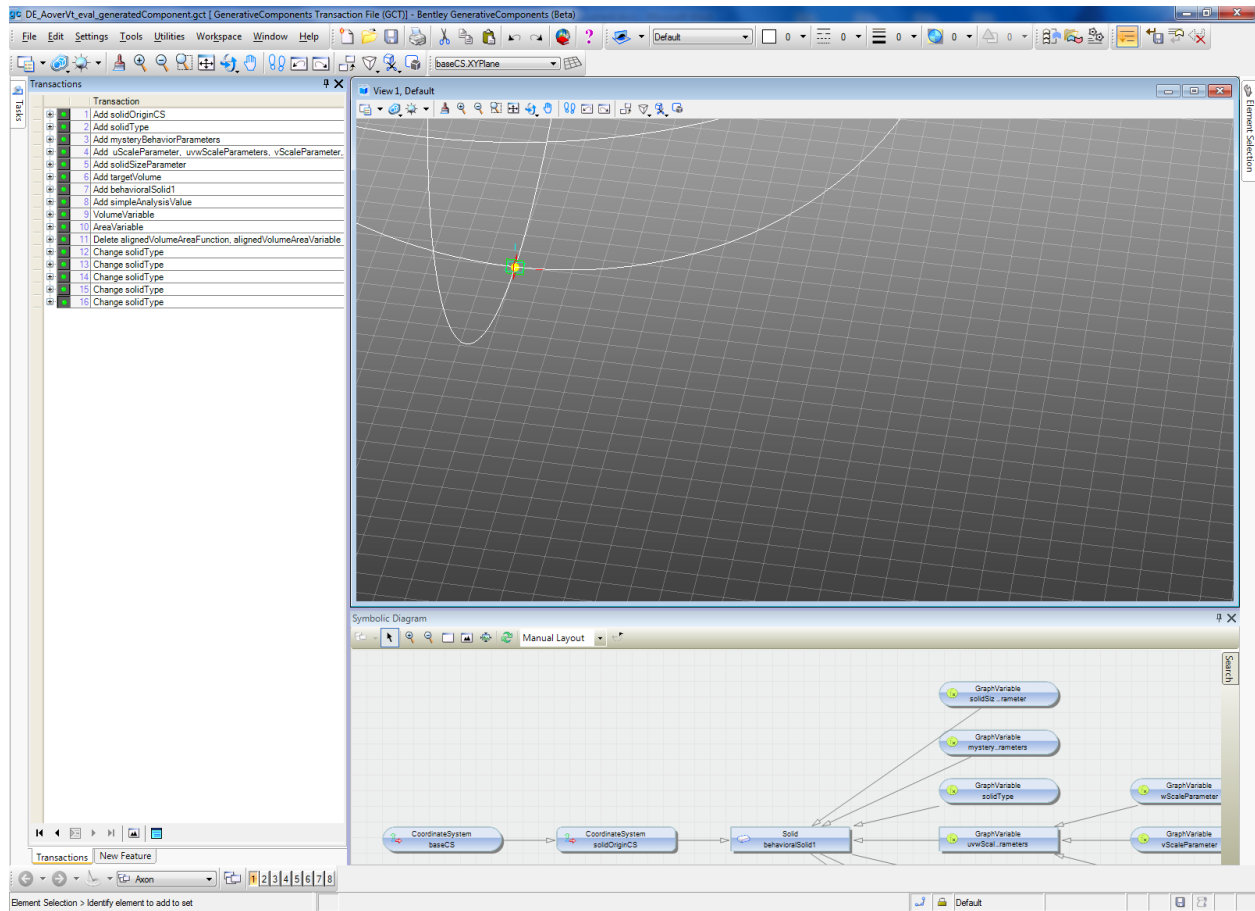 DE_AoverVt_eval_generatedComponent.gct [ GenerativeComponents Transaction File (GCT)] - Bentley GenerativeComponents (Beta)
File Edit Settings Tools Utilities Workspace Window Help
Default 0 0 0 0 0
baseCS.XYPlane
Tasks
Transactions
Transaction
1 Add solidOriginCS
2 Add solidType
3 Add mysteryBehaviorParameters
4 Add uScaleParameter, uvwScaleParameters, vScaleParameter,
5 Add solidSizeParameter
6 Add targetVolume
7 Add behavioralSolid1
8 Add simpleAnalysisValue
9 VolumeVariable
10 AreaVariable
11 Delete alignedVolumeAreaFunction, alignedVolumeAreaVariable
12 Change solidType
13 Change solidType
14 Change solidType
15 Change solidType
16 Change solidType
Transactions New Feature
View 1, Default
Element Selection
Symbolic Diagram
Manual Layout
Search
GraphVariable
solidSiz...rameter
GraphVariable
mystery...rameters
GraphVariable
solidType
GraphVariable
wScaleParameter
CoordinateSystem
baseCS
CoordinateSystem
solidOriginCS
Solid
behavioralSolid1
GraphVariable
uvwScal...rameters
GraphVariable
vScaleParameter
Axon 1 2 3 4 5 6 7 8
Element Selection > Identify element to add to set
Default